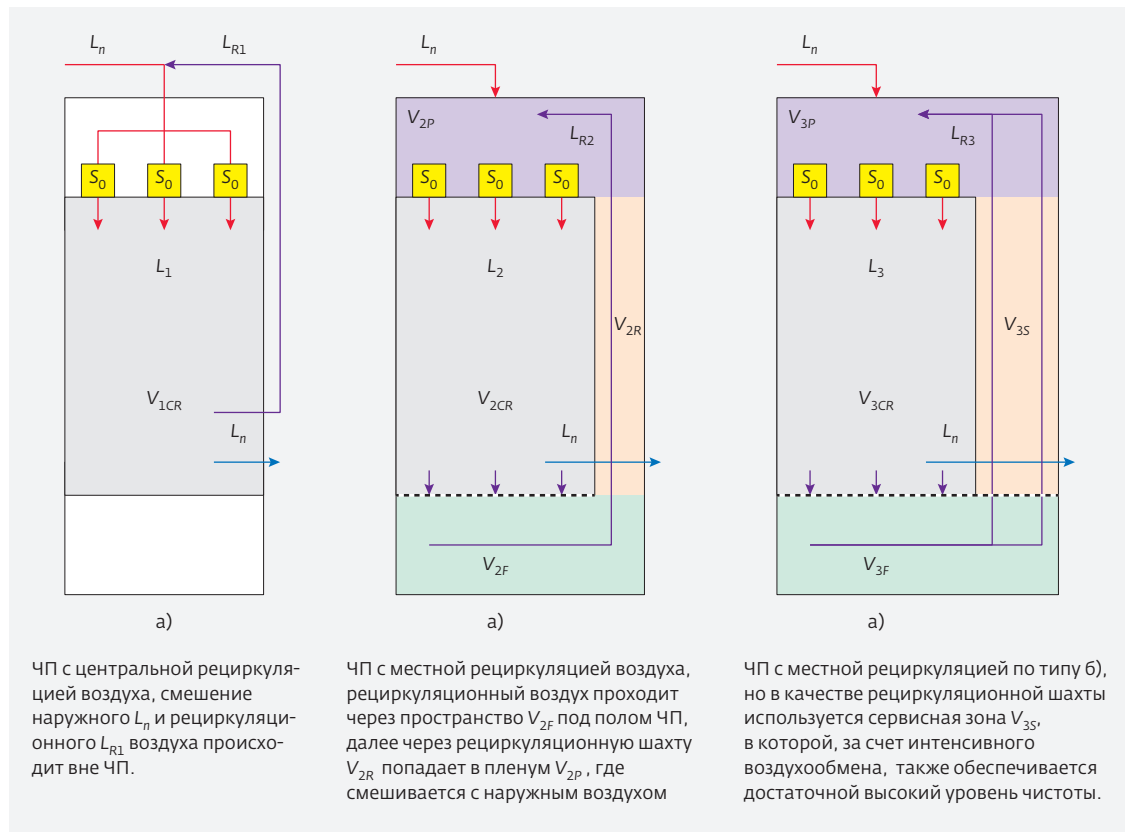 Lₙ
L_R1
S₀ S₀ S₀
L₁
V₁CR
Lₙ
а)
ЧП с центральной рециркуля-
цией воздуха, смешение
наружного Lₙ и рециркуляци-
онного L_R1 воздуха происхо-
дит вне ЧП.
Lₙ
V₂P
L_R2
S₀ S₀ S₀
L₂
V₂R
V₂CR
Lₙ
V₂F
а)
ЧП с местной рециркуляцией воздуха,
рециркуляционный воздух проходит
через пространство V₂F под полом ЧП,
далее через рециркуляционную шахту
V₂R попадает в пленум V₂P , где
смешивается с наружным воздухом
Lₙ
V₃P
L_R3
S₀ S₀ S₀
L₃
V₃S
V₃CR
Lₙ
V₃F
а)
ЧП с местной рециркуляцией по типу б),
но в качестве рециркуляционной шахты
используется сервисная зона V₃S,
в которой, за счет интенсивного
воздухообмена, также обеспечивается
достаточной высокий уровень чистоты.